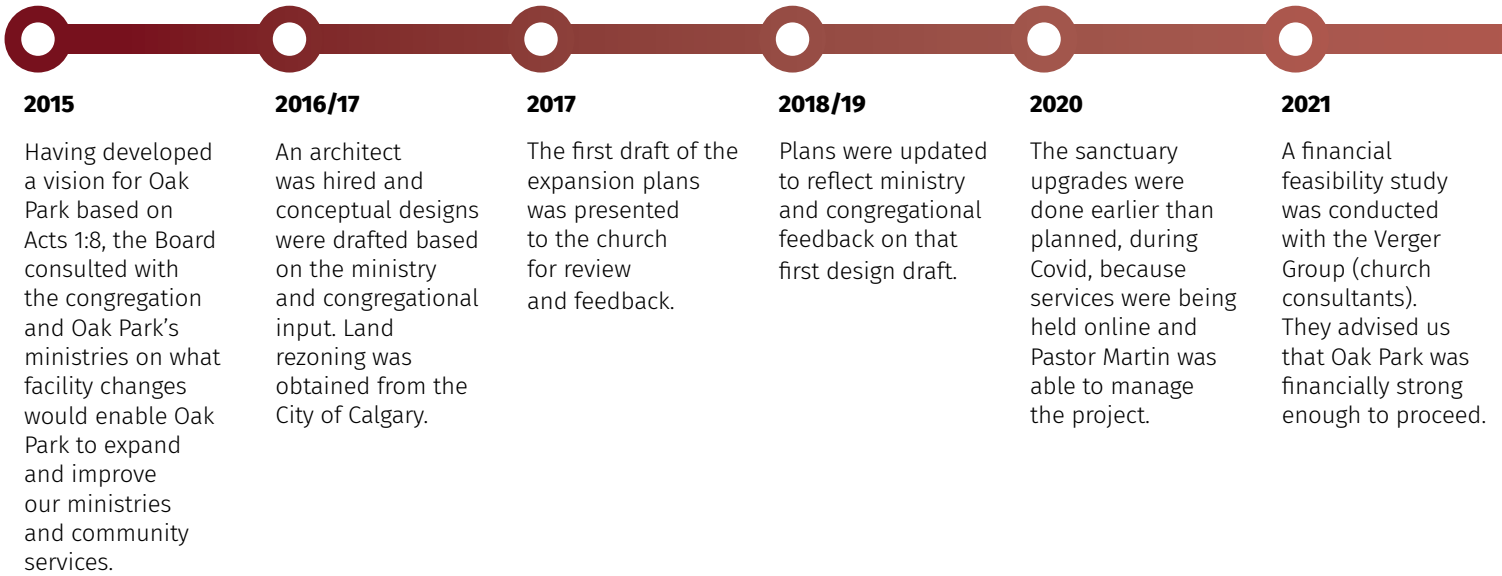 2015
Having developed
a vision for Oak
Park based on
Acts 1:8, the Board
consulted with
the congregation
and Oak Park’s
ministries on what
facility changes
would enable Oak
Park to expand
and improve
our ministries
and community
services.
2016/17
An architect
was hired and
conceptual designs
were drafted based
on the ministry
and congregational
input. Land
rezoning was
obtained from the
City of Calgary.
2017
The first draft of the
expansion plans
was presented
to the church
for review
and feedback.
2018/19
Plans were updated
to reflect ministry
and congregational
feedback on that
first design draft.
2020
The sanctuary
upgrades were
done earlier than
planned, during
Covid, because
services were being
held online and
Pastor Martin was
able to manage
the project.
2021
A financial
feasibility study
was conducted
with the Verger
Group (church
consultants).
They advised us
that Oak Park was
financially strong
enough to proceed.